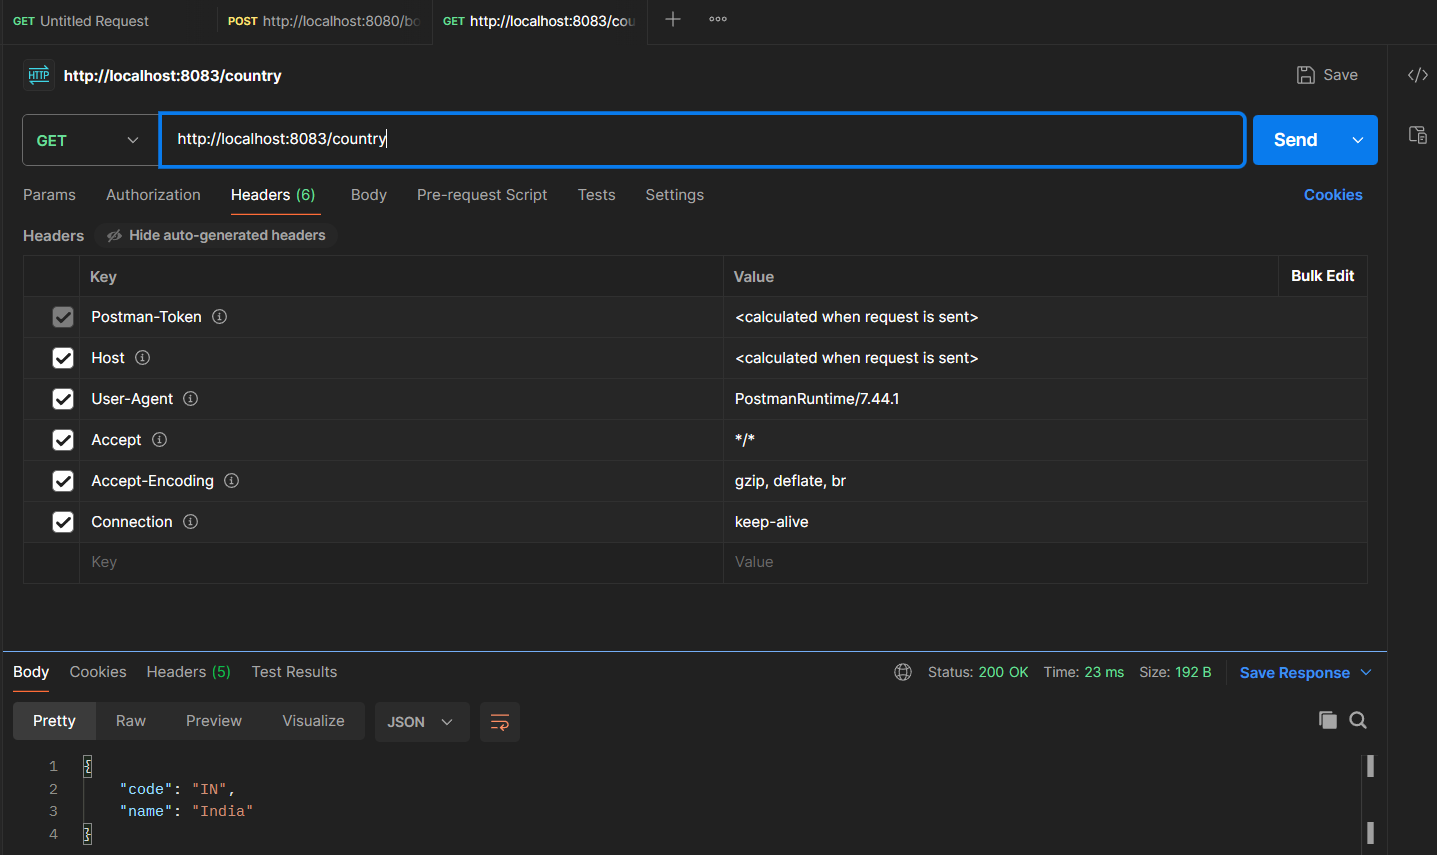 GET Untitled Request
POST http://localhost:8080/bo
GET http://localhost:8083/cou
HTTP http://localhost:8083/country
Save
GET
http://localhost:8083/country
Send
Params Authorization Headers (6) Body Pre-request Script Tests Settings
Cookies
Headers Hide auto-generated headers
Key Value Bulk Edit
Postman-Token <calculated when request is sent>
Host <calculated when request is sent>
User-Agent PostmanRuntime/7.44.1
Accept */*
Accept-Encoding gzip, deflate, br
Connection keep-alive
Key Value
Body Cookies Headers (5) Test Results
Status: 200 OK Time: 23 ms Size: 192 B Save Response
Pretty Raw Preview Visualize JSON
1 {
2 "code": "IN",
3 "name": "India"
4 }